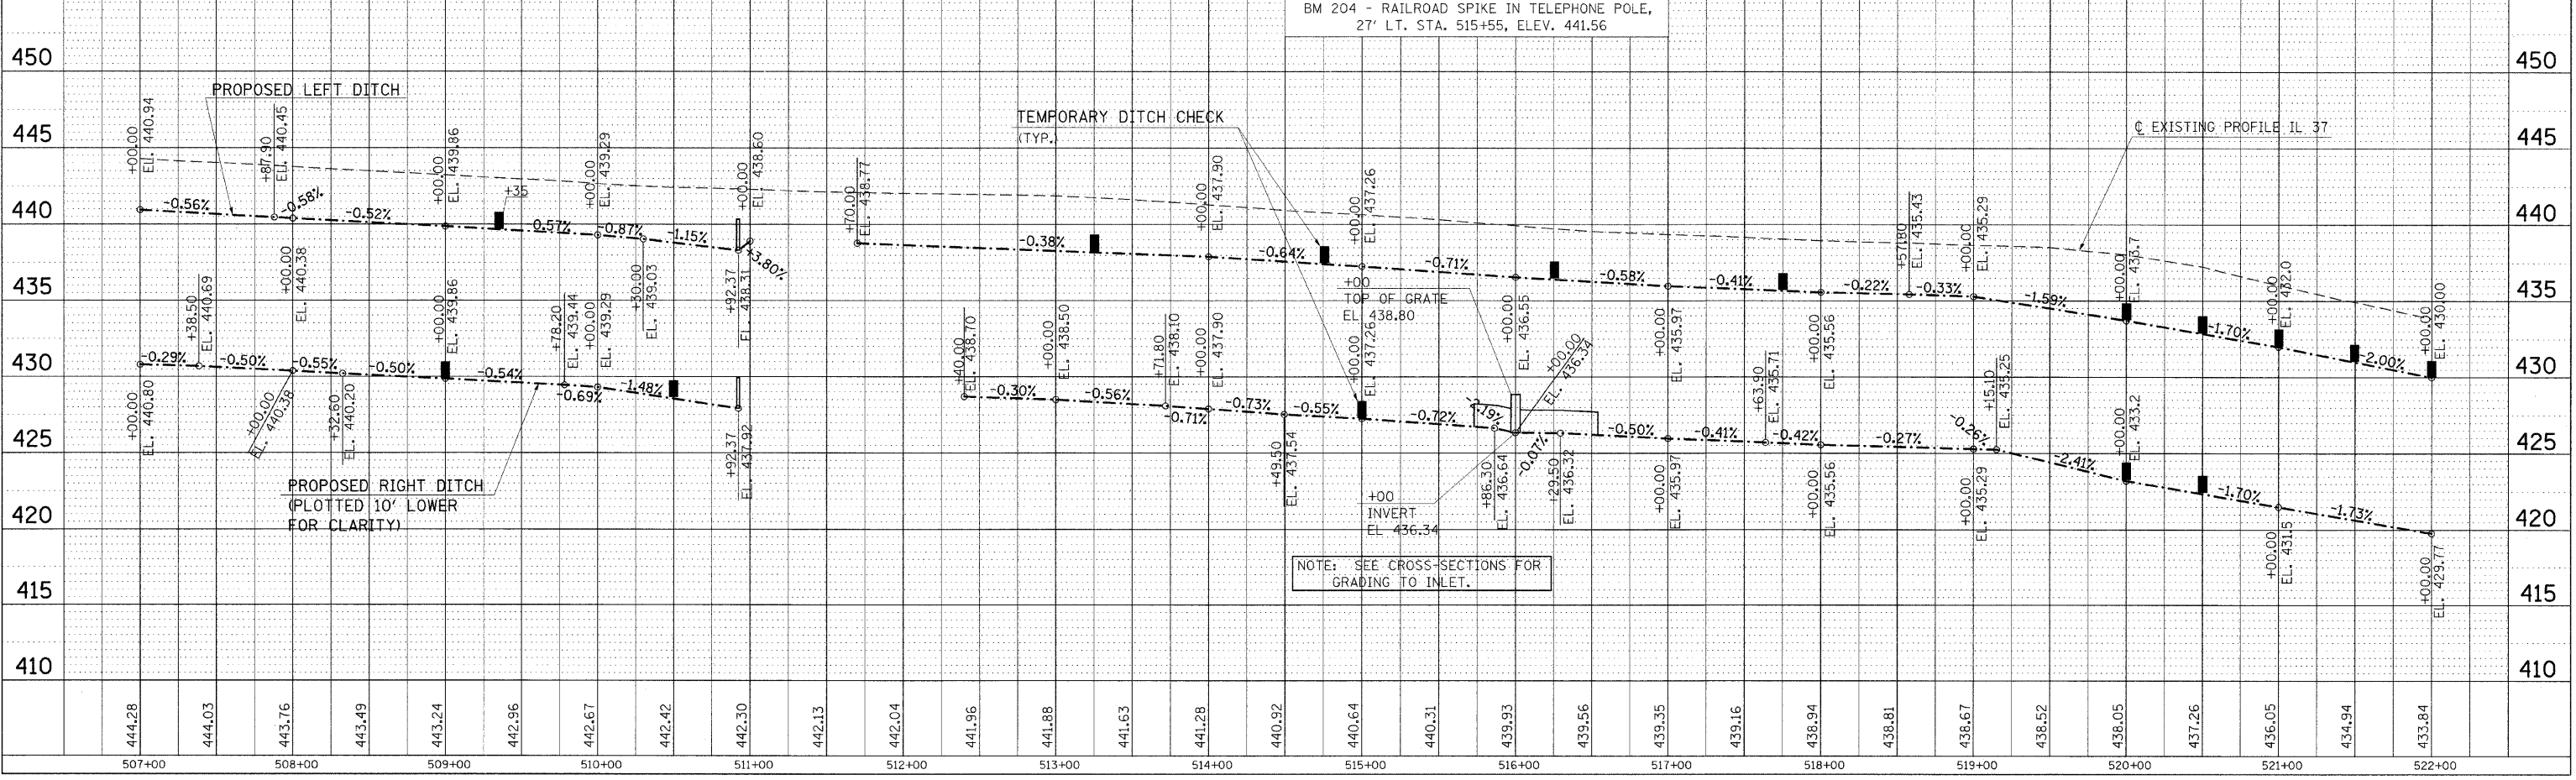 BM 204 - RAILROAD SPIKE IN TELEPHONE POLE,
27' LT. STA. 515+55, ELEV. 441.56
450
450
PROPOSED LEFT DITCH
TEMPORARY DITCH CHECK
(TYP.)
℄ EXISTING PROFILE IL 37
445
445
+00.00
EL. 440.94
+87.90
EL. 440.45
+00.00
EL. 439.86
+35
+00.00
EL. 439.29
+00.00
EL. 438.60
+70.00
EL. 438.77
+00.00
EL. 437.90
+00.00
EL. 437.26
+57.80
EL. 435.43
+00.00
EL. 435.29
+00.00
EL. 433.7
+00.00
EL. 432.0
+00.00
EL. 430.00
440
440
-0.56%
-0.58%
-0.52%
0.57%
-0.87%
-1.15%
+3.80%
-0.38%
-0.64%
-0.71%
-0.58%
-0.41%
-0.22%
-0.33%
-1.59%
-1.70%
-2.00%
435
435
+00.00
EL. 440.38
+30.00
EL. 439.03
+92.37
EL. 438.31
+00
TOP OF GRATE
EL 438.80
+00.00
EL. 436.55
+00.00
EL. 435.97
+00.00
EL. 435.56
+38.50
EL. 440.69
+00.00
EL. 439.86
+78.20
EL. 439.44
+00.00
EL. 439.29
+40.00
EL. 438.70
+00.00
EL. 438.50
+71.80
EL. 438.10
+00.00
EL. 437.90
+00.00
EL. 437.26
+00.00
EL. 436.34
+63.90
EL. 435.71
+15.10
EL. 435.25
+00.00
EL. 433.2
430
430
-0.29%
-0.50%
-0.55%
-0.50%
-0.54%
-0.69%
-1.48%
-0.30%
-0.56%
-0.71%
-0.73%
-0.55%
-0.72%
-2.19%
-0.07%
-0.50%
-0.41%
-0.42%
-0.27%
-0.26%
-2.41%
-1.70%
-1.73%
425
425
+00.00
EL. 440.80
+00.00
EL. 440.38
+32.60
EL. 440.20
+92.37
EL. 437.92
+49.50
EL. 437.54
+86.30
EL. 436.64
+29.50
EL. 436.32
+00.00
EL. 435.97
+00.00
EL. 435.56
+00.00
EL. 435.29
+00.00
EL. 431.5
+00.00
EL. 429.77
PROPOSED RIGHT DITCH
(PLOTTED 10' LOWER
FOR CLARITY)
+00
INVERT
EL 436.34
420
420
NOTE: SEE CROSS-SECTIONS FOR
GRADING TO INLET.
415
415
410
410
444.28
444.03
443.76
443.49
443.24
442.96
442.67
442.42
442.30
442.13
442.04
441.96
441.88
441.63
441.28
440.92
440.64
440.31
439.93
439.56
439.35
439.16
438.94
438.81
438.67
438.52
438.05
437.26
436.05
434.94
433.84
507+00
508+00
509+00
510+00
511+00
512+00
513+00
514+00
515+00
516+00
517+00
518+00
519+00
520+00
521+00
522+00